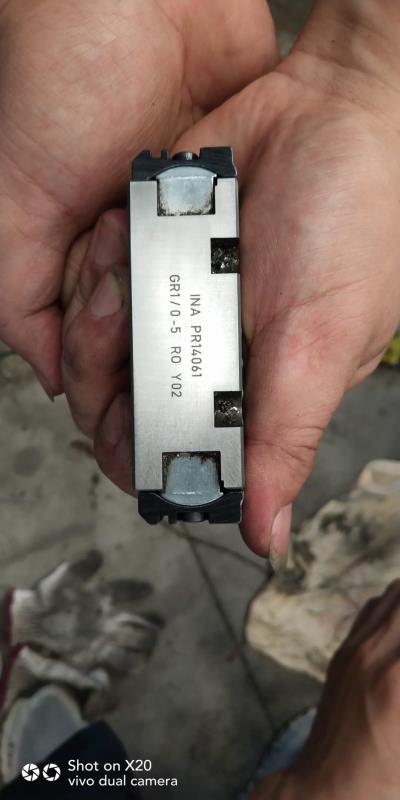 INA PR14061
GR1/0-5 RO Y02
Shot on X20
vivo dual camera